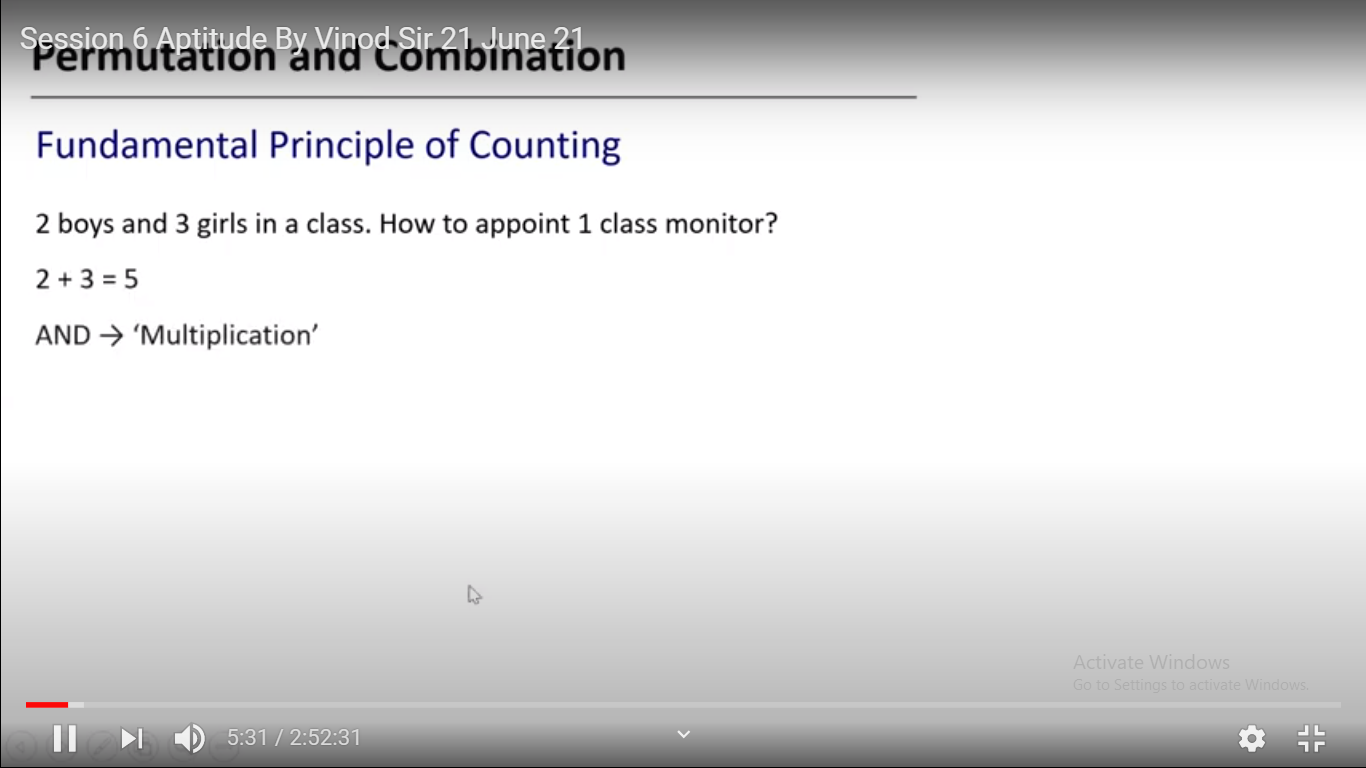 Session 6 Aptitude By Vinod Sir 21 June 21
Permutation and Combination
Fundamental Principle of Counting
2 boys and 3 girls in a class. How to appoint 1 class monitor?
2 + 3 = 5
AND → ‘Multiplication’
Activate Windows
Go to Settings to activate Windows.
5:31 / 2:52:31